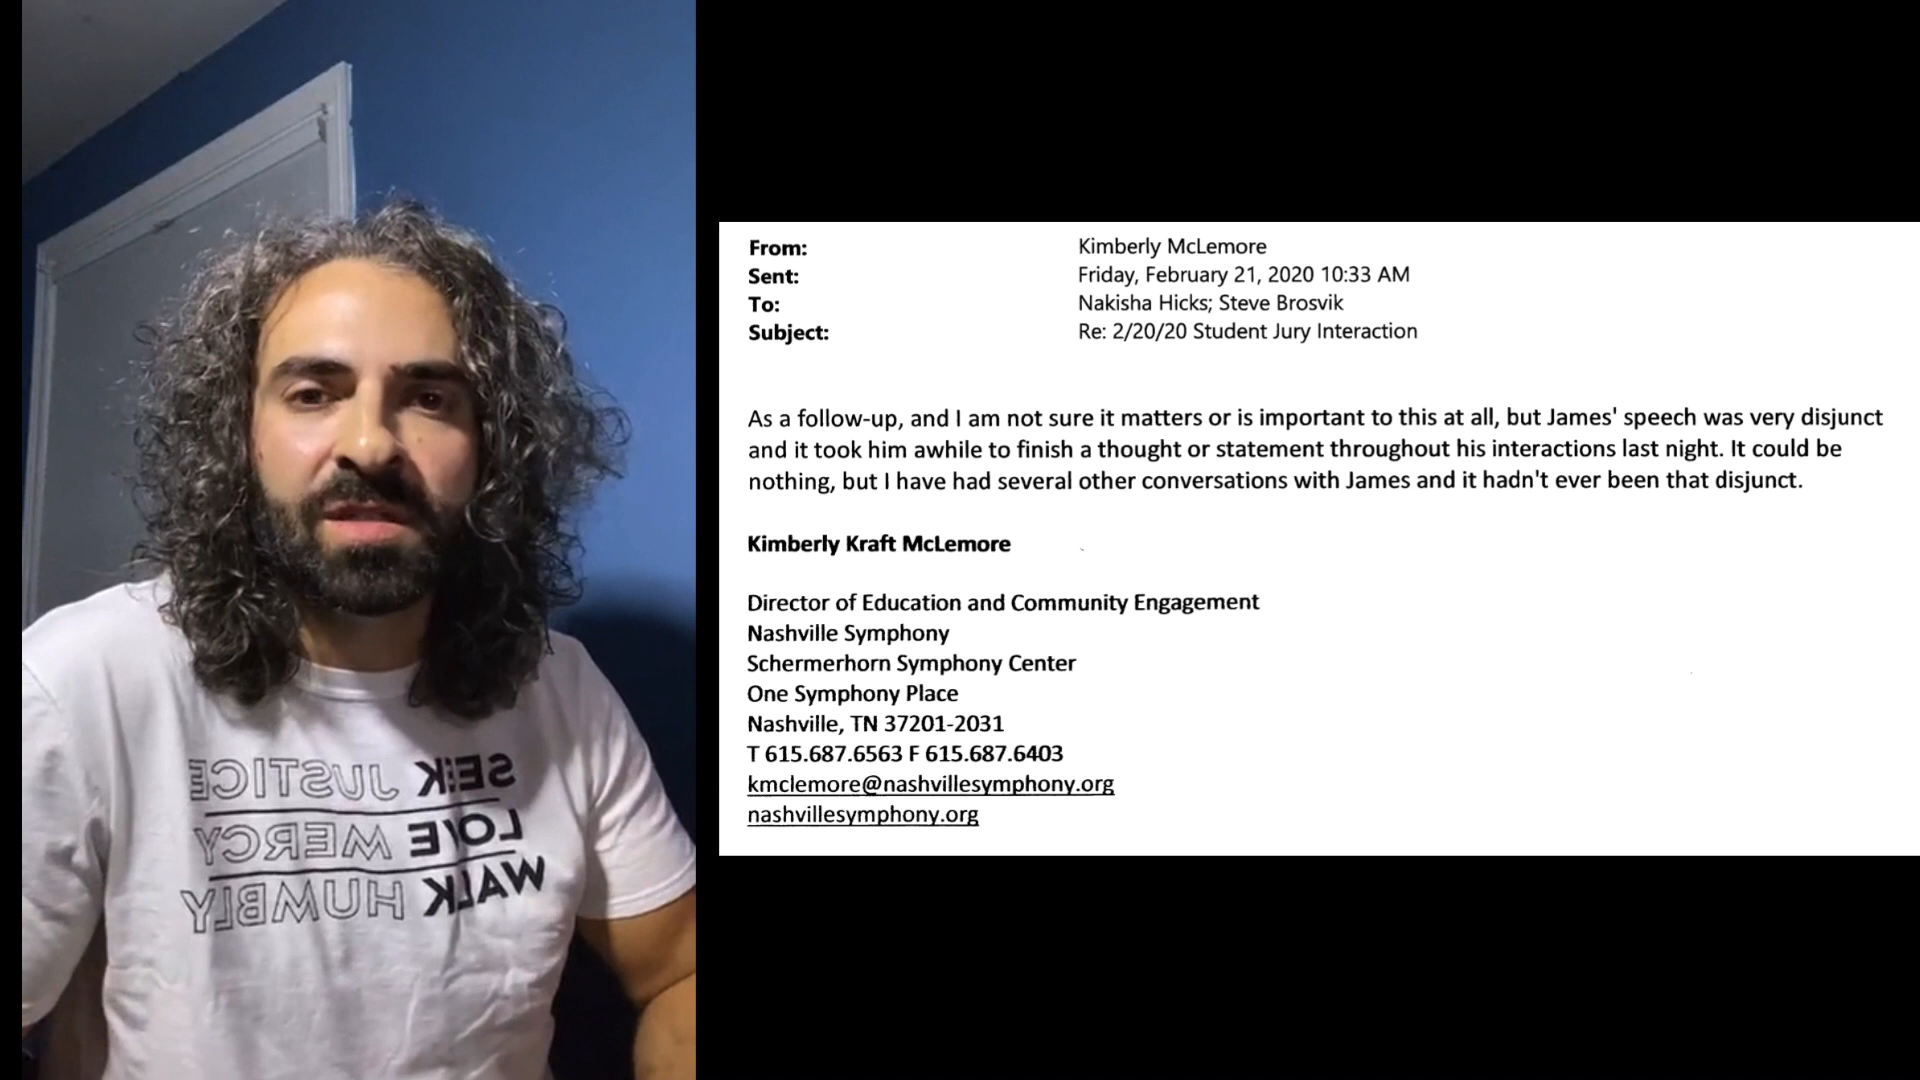 SEEK JUSTICE
LOVE MERCY
WALK HUMBLY
From: Kimberly McLemore
Sent: Friday, February 21, 2020 10:33 AM
To: Nakisha Hicks; Steve Brosvik
Subject: Re: 2/20/20 Student Jury Interaction
As a follow-up, and I am not sure it matters or is important to this at all, but James' speech was very disjunct
and it took him awhile to finish a thought or statement throughout his interactions last night. It could be
nothing, but I have had several other conversations with James and it hadn't ever been that disjunct.
Kimberly Kraft McLemore
Director of Education and Community Engagement
Nashville Symphony
Schermerhorn Symphony Center
One Symphony Place
Nashville, TN 37201-2031
T 615.687.6563 F 615.687.6403
kmclemore@nashvillesymphony.org
nashvillesymphony.org